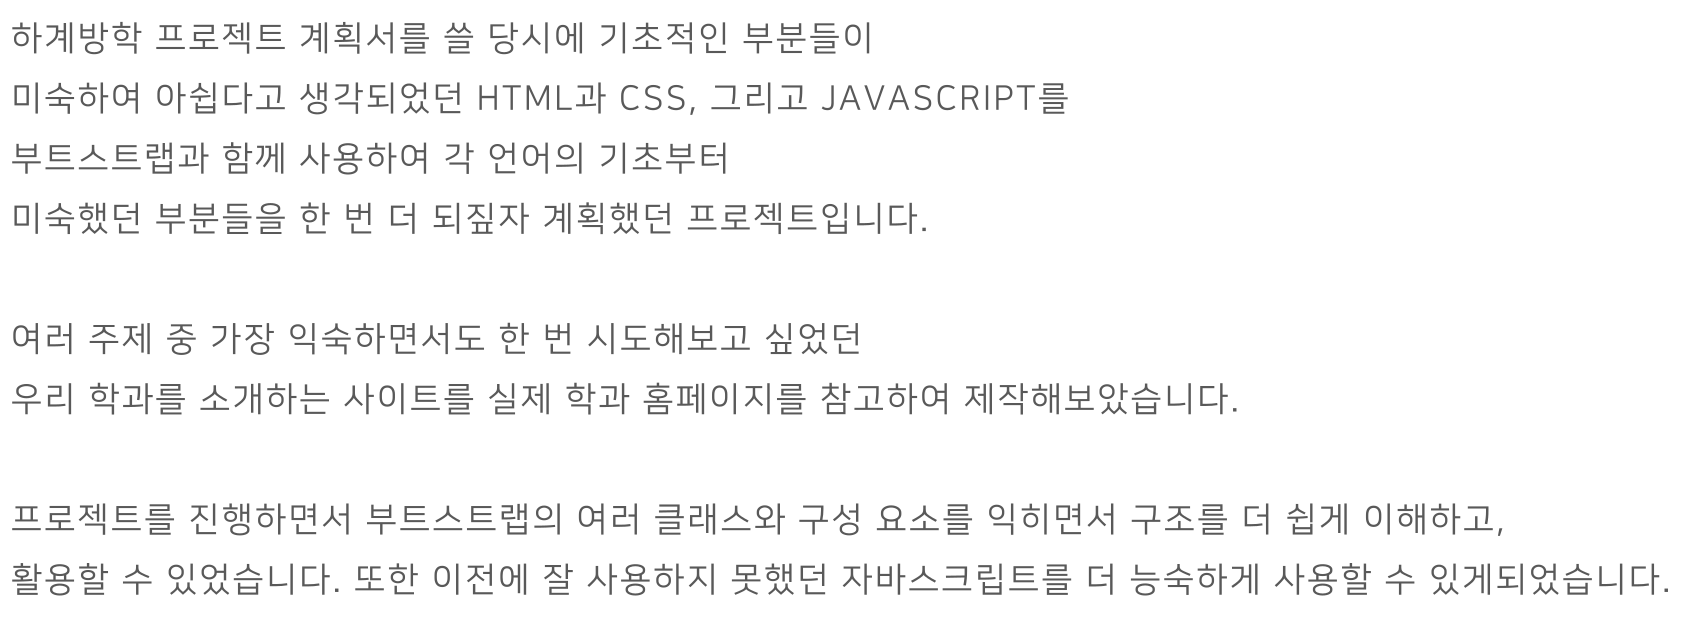 하계방학 프로젝트 계획서를 쓸 당시에 기초적인 부분들이
미숙하여 아쉽다고 생각되었던 HTML과 CSS, 그리고 JAVASCRIPT를
부트스트랩과 함께 사용하여 각 언어의 기초부터
미숙했던 부분들을 한 번 더 되짚자 계획했던 프로젝트입니다.
여러 주제 중 가장 익숙하면서도 한 번 시도해보고 싶었던
우리 학과를 소개하는 사이트를 실제 학과 홈페이지를 참고하여 제작해보았습니다.
프로젝트를 진행하면서 부트스트랩의 여러 클래스와 구성 요소를 익히면서 구조를 더 쉽게 이해하고,
활용할 수 있었습니다. 또한 이전에 잘 사용하지 못했던 자바스크립트를 더 능숙하게 사용할 수 있게되었습니다.